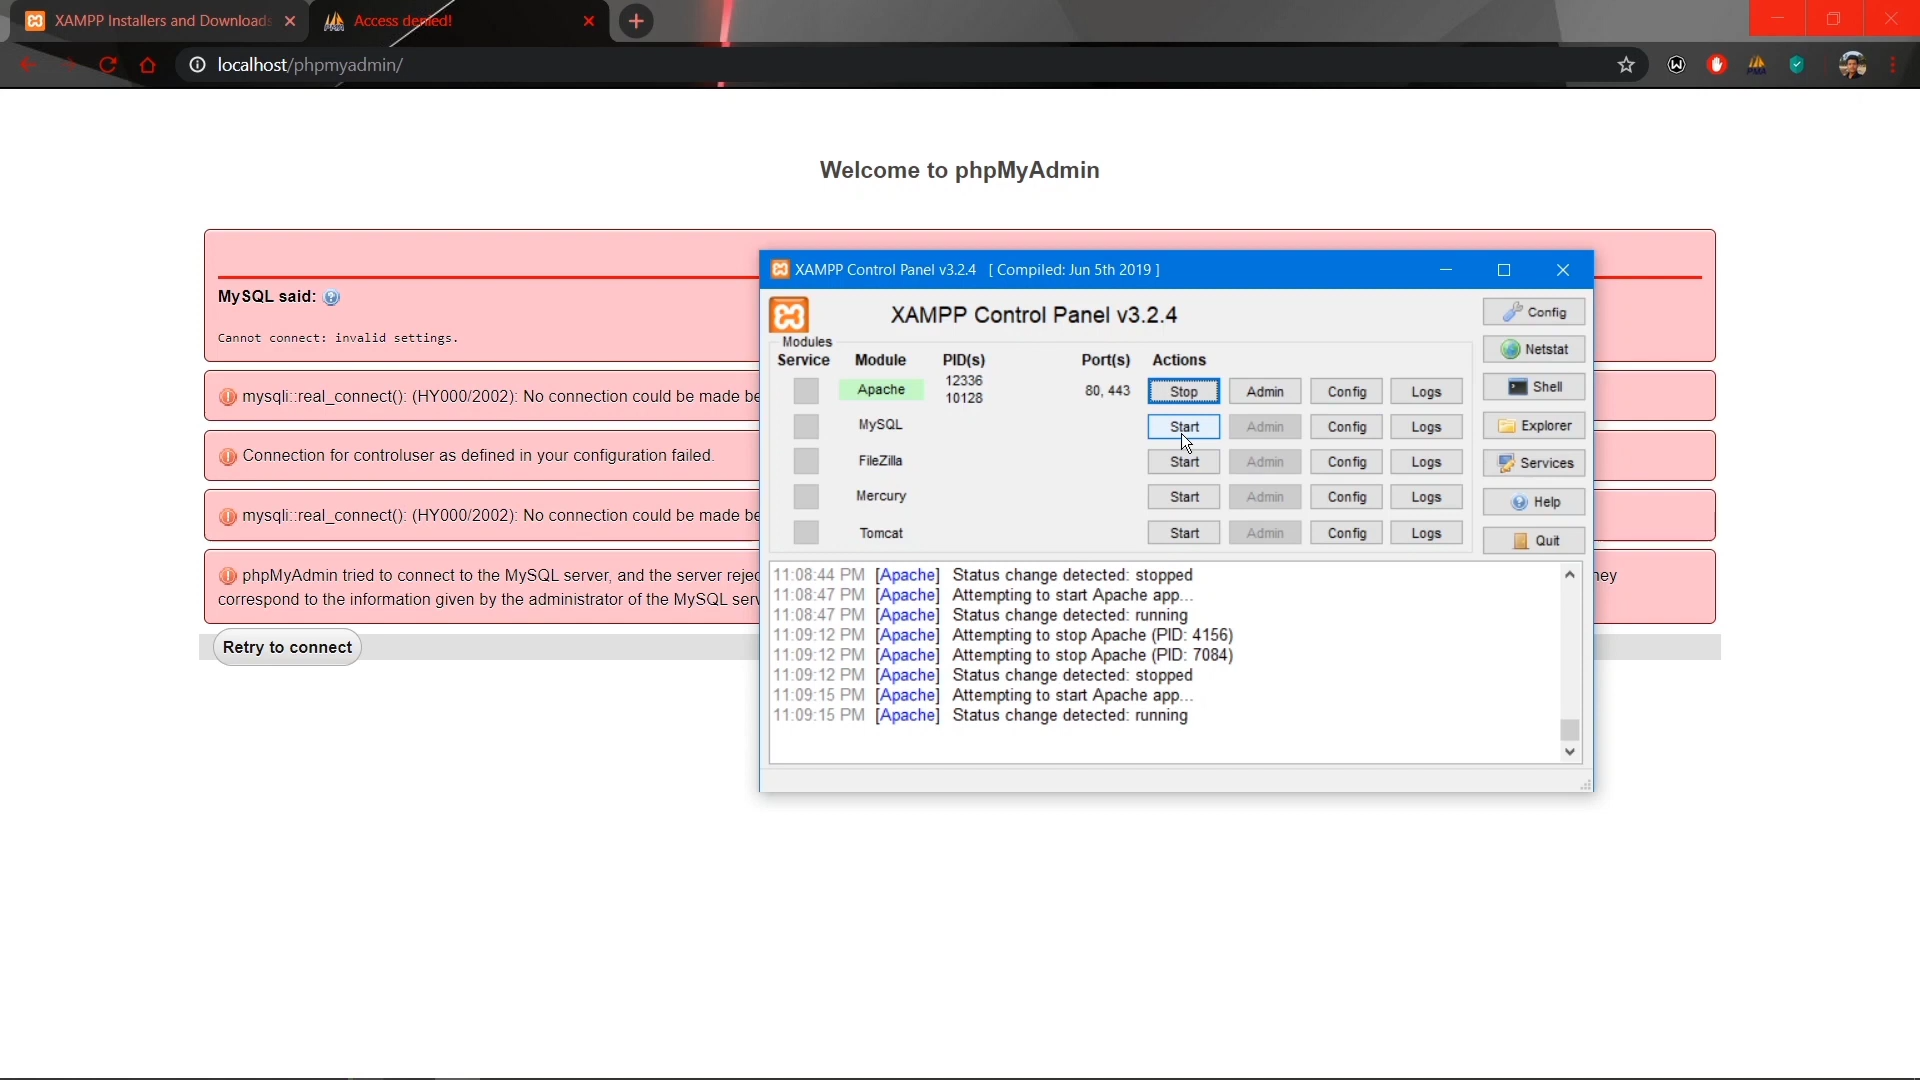 XAMPP Installers and Downloads
Access denied!
localhost/phpmyadmin/
Welcome to phpMyAdmin
MySQL said:
Cannot connect: invalid settings.
mysqli::real_connect(): (HY000/2002): No connection could be made be
Connection for controluser as defined in your configuration failed.
mysqli::real_connect(): (HY000/2002): No connection could be made be
phpMyAdmin tried to connect to the MySQL server, and the server rejec
hey
correspond to the information given by the administrator of the MySQL serv
Retry to connect
XAMPP Control Panel v3.2.4 [ Compiled: Jun 5th 2019 ]
XAMPP Control Panel v3.2.4
Modules
Service Module PID(s) Port(s) Actions
Apache 12336 10128 80, 443 Stop Admin Config Logs
MySQL Start Admin Config Logs
FileZilla Start Admin Config Logs
Mercury Start Admin Config Logs
Tomcat Start Admin Config Logs
Config
Netstat
Shell
Explorer
Services
Help
Quit
11:08:44 PM [Apache] Status change detected: stopped
11:08:47 PM [Apache] Attempting to start Apache app...
11:08:47 PM [Apache] Status change detected: running
11:09:12 PM [Apache] Attempting to stop Apache (PID: 4156)
11:09:12 PM [Apache] Attempting to stop Apache (PID: 7084)
11:09:12 PM [Apache] Status change detected: stopped
11:09:15 PM [Apache] Attempting to start Apache app...
11:09:15 PM [Apache] Status change detected: running